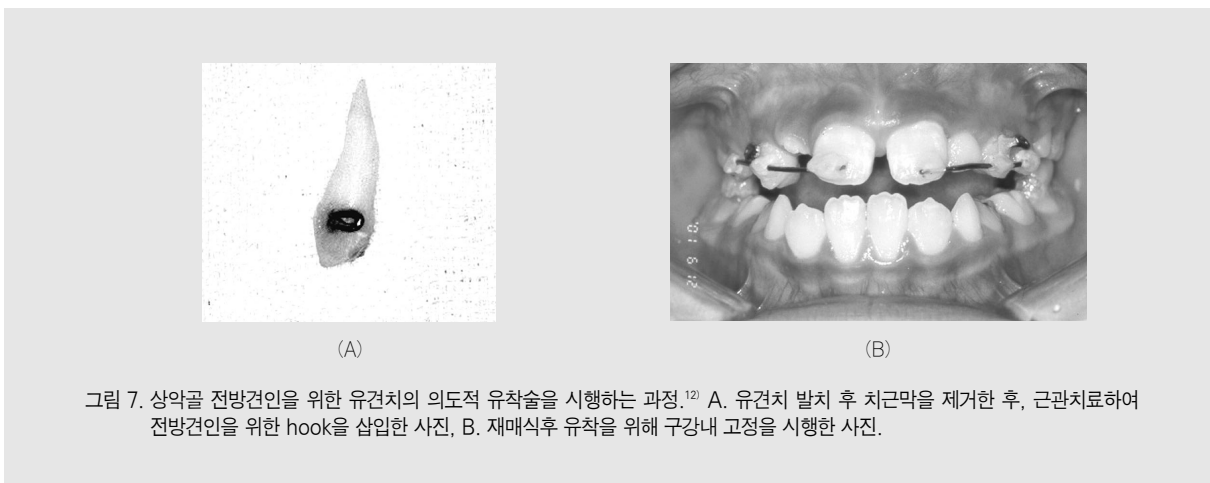 (A)
(B)
그림 7. 상악골 전방견인을 위한 유견치의 의도적 유착술을 시행하는 과정.¹²⁾ A. 유견치 발치 후 치근막을 제거한 후, 근관치료하여
전방견인을 위한 hook을 삽입한 사진, B. 재매식후 유착을 위해 구강내 고정을 시행한 사진.